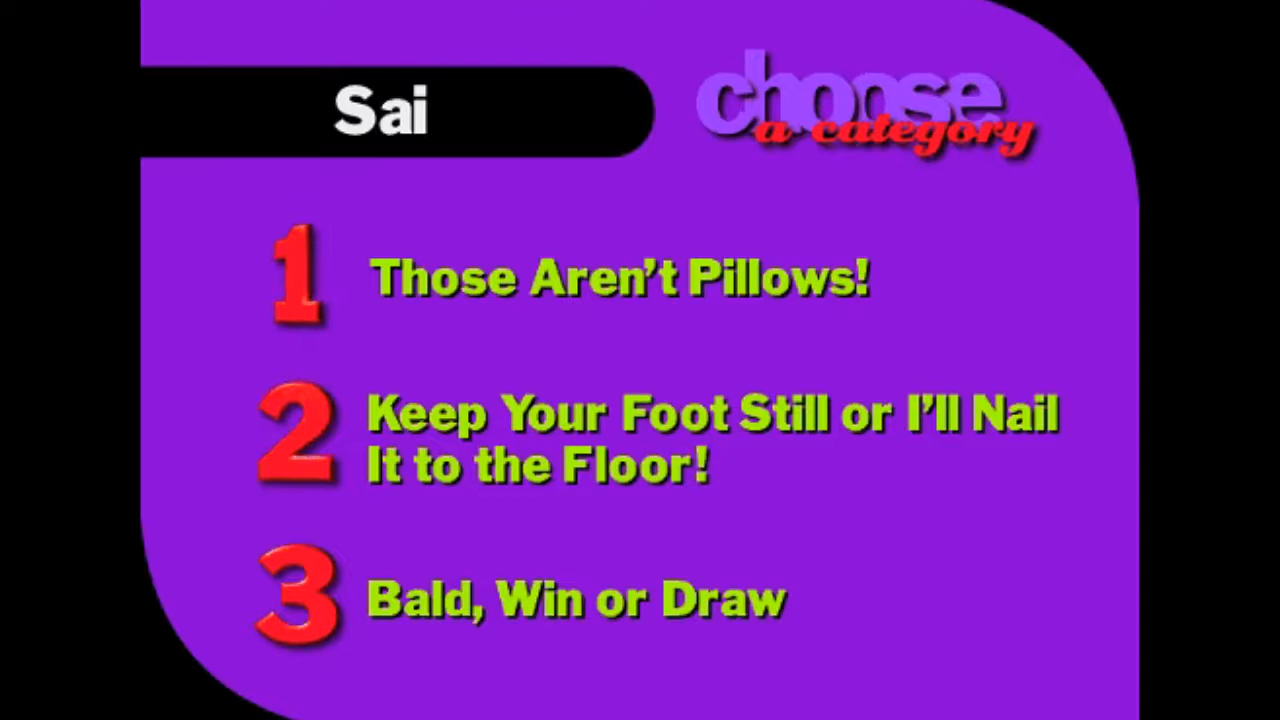 Sai
choose
a category
1
Those Aren't Pillows!
2
Keep Your Foot Still or I'll Nail
It to the Floor!
3
Bald, Win or Draw